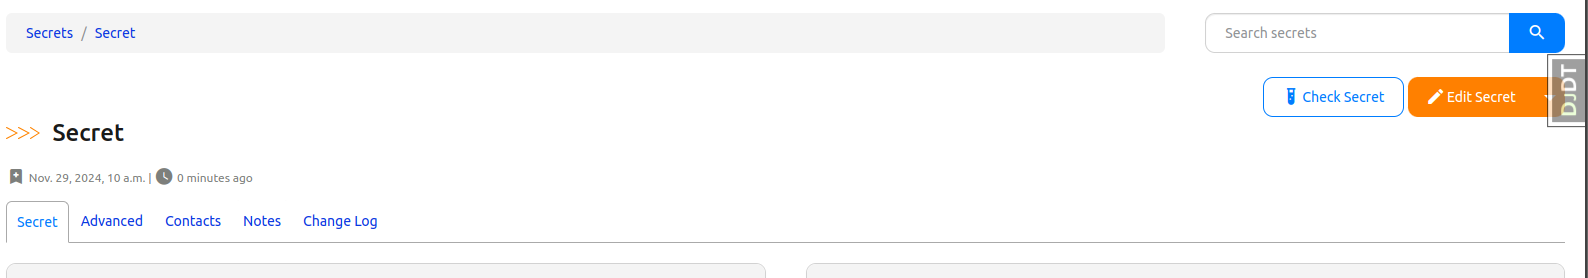 Secrets / Secret
Search secrets
Check Secret
Edit Secret
DJDT
>>> Secret
Nov. 29, 2024, 10 a.m. | 0 minutes ago
Secret Advanced Contacts Notes Change Log